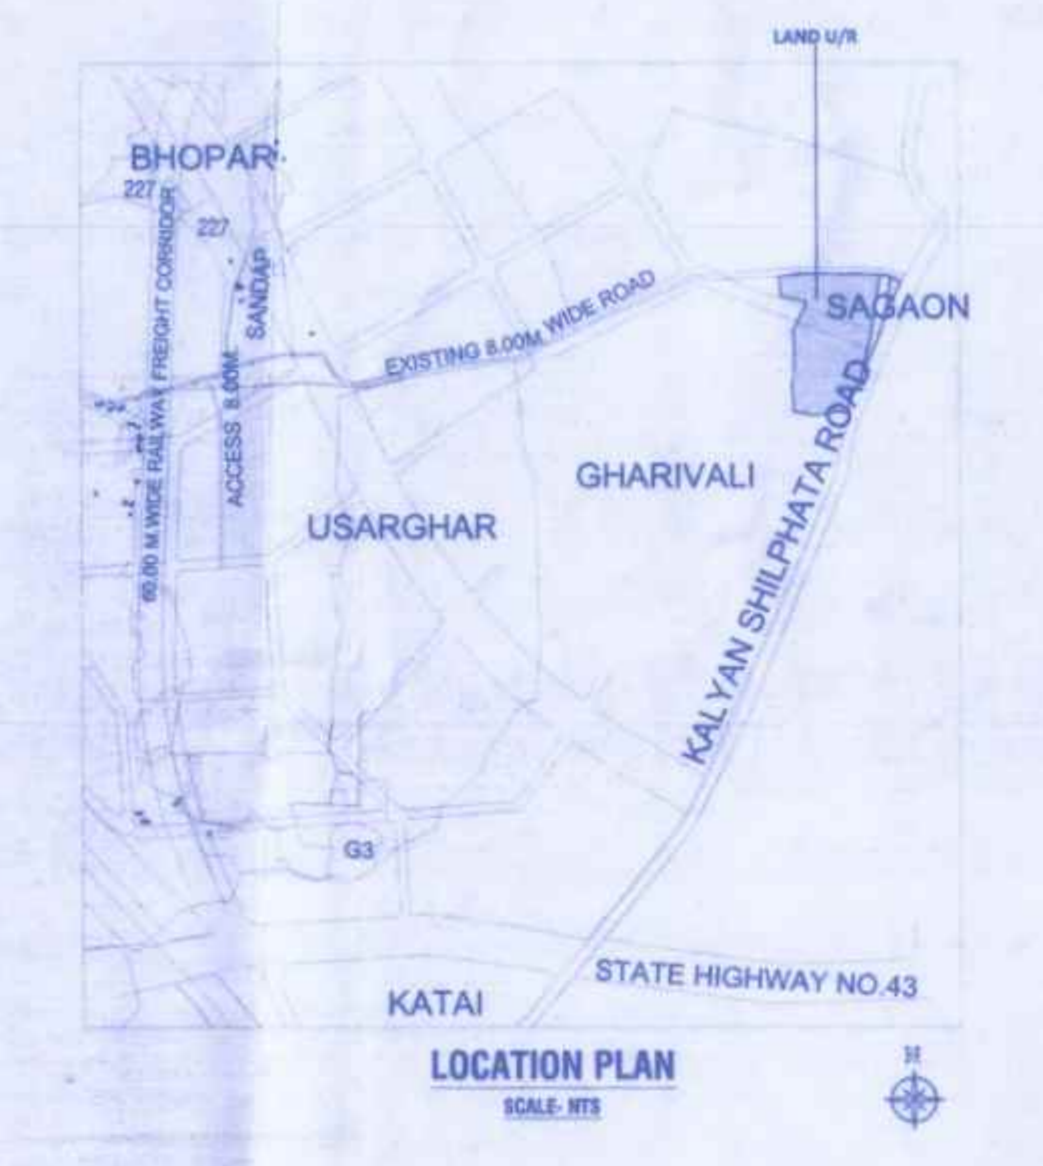 LAND U/R
BHOPAR
227
227
60.00 M.WIDE RAILWAY FREIGHT CORRIDOR
ACCESS 8.00M
SANDAP
EXISTING 8.00M. WIDE ROAD
SAGAON
GHARIVALI
USARGHAR
KALYAN SHILPHATA ROAD
G3
STATE HIGHWAY NO.43
KATAI
LOCATION PLAN
SCALE- NTS
N